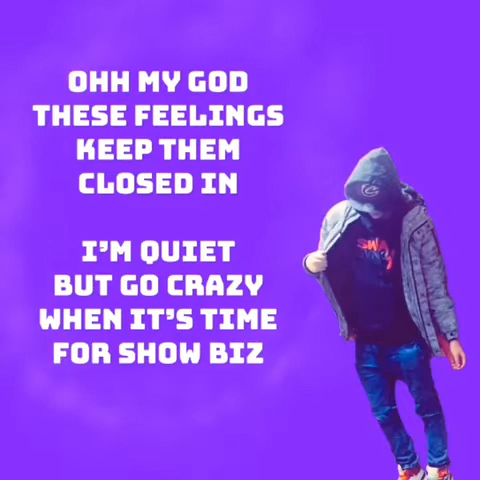 OHH MY GOD
THESE FEELINGS
KEEP THEM
CLOSED IN
I'M QUIET
BUT GO CRAZY
WHEN IT'S TIME
FOR SHOW BIZ